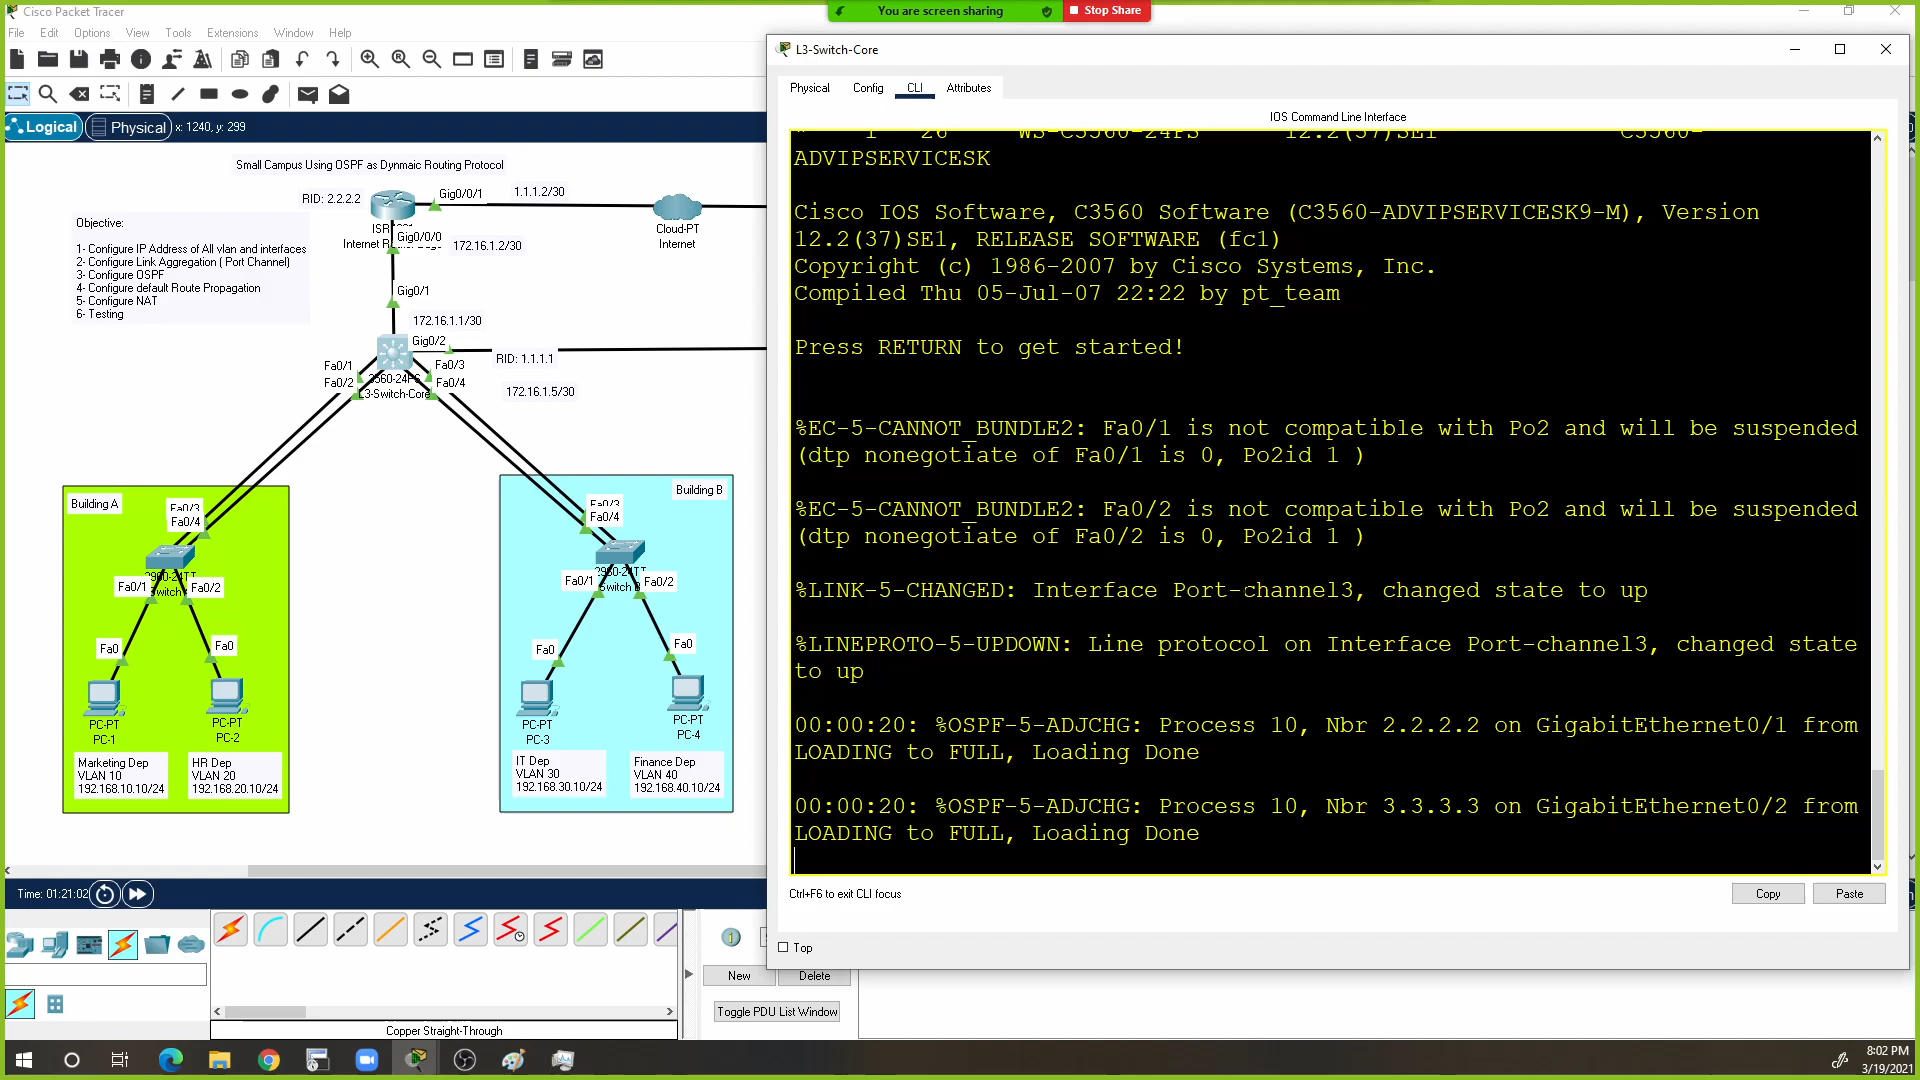 Cisco Packet Tracer
You are screen sharing
Stop Share
File Edit Options View Tools Extensions Window Help
Logical
Physical
x: 1240, y: 299
Small Campus Using OSPF as Dynmaic Routing Protocol
Objective:
1- Configure IP Address of All vlan and interfaces
2- Configure Link Aggregation ( Port Channel)
3- Configure OSPF
4- Configure default Route Propagation
5- Configure NAT
6- Testing
RID: 2.2.2.2
Gig0/0/1
1.1.1.2/30
Cloud-PT
Internet
Gig0/0/0
172.16.1.2/30
Gig0/1
172.16.1.1/30
Gig0/2
RID: 1.1.1.1
172.16.1.5/30
Fa0/1
Fa0/2
Fa0/3
Fa0/4
3560-24PS
L3-Switch-Core
Building A
Fa0/3
Fa0/4
Fa0/1
Fa0/2
Fa0
Fa0
PC-PT
PC-1
PC-PT
PC-2
Marketing Dep
VLAN 10
192.168.10.10/24
HR Dep
VLAN 20
192.168.20.10/24
Building B
Fa0/3
Fa0/4
2960-24TT
Fa0/1
Fa0/2
Fa0
Fa0
PC-PT
PC-3
PC-PT
PC-4
IT Dep
VLAN 30
192.168.30.10/24
Finance Dep
VLAN 40
192.168.40.10/24
L3-Switch-Core
Physical Config CLI Attributes
IOS Command Line Interface
* 1 26 WS-C3560-24PS 12.2(37)SE1 C3560-
ADVIPSERVICESK
Cisco IOS Software, C3560 Software (C3560-ADVIPSERVICESK9-M), Version
12.2(37)SE1, RELEASE SOFTWARE (fc1)
Copyright (c) 1986-2007 by Cisco Systems, Inc.
Compiled Thu 05-Jul-07 22:22 by pt_team
Press RETURN to get started!
%EC-5-CANNOT_BUNDLE2: Fa0/1 is not compatible with Po2 and will be suspended
(dtp nonegotiate of Fa0/1 is 0, Po2id 1 )
%EC-5-CANNOT_BUNDLE2: Fa0/2 is not compatible with Po2 and will be suspended
(dtp nonegotiate of Fa0/2 is 0, Po2id 1 )
%LINK-5-CHANGED: Interface Port-channel3, changed state to up
%LINEPROTO-5-UPDOWN: Line protocol on Interface Port-channel3, changed state
to up
00:00:20: %OSPF-5-ADJCHG: Process 10, Nbr 2.2.2.2 on GigabitEthernet0/1 from
LOADING to FULL, Loading Done
00:00:20: %OSPF-5-ADJCHG: Process 10, Nbr 3.3.3.3 on GigabitEthernet0/2 from
LOADING to FULL, Loading Done
Ctrl+F6 to exit CLI focus
Copy
Paste
Top
Time: 01:21:02
New
Delete
Toggle PDU List Window
Copper Straight-Through
8:02 PM
3/19/2021